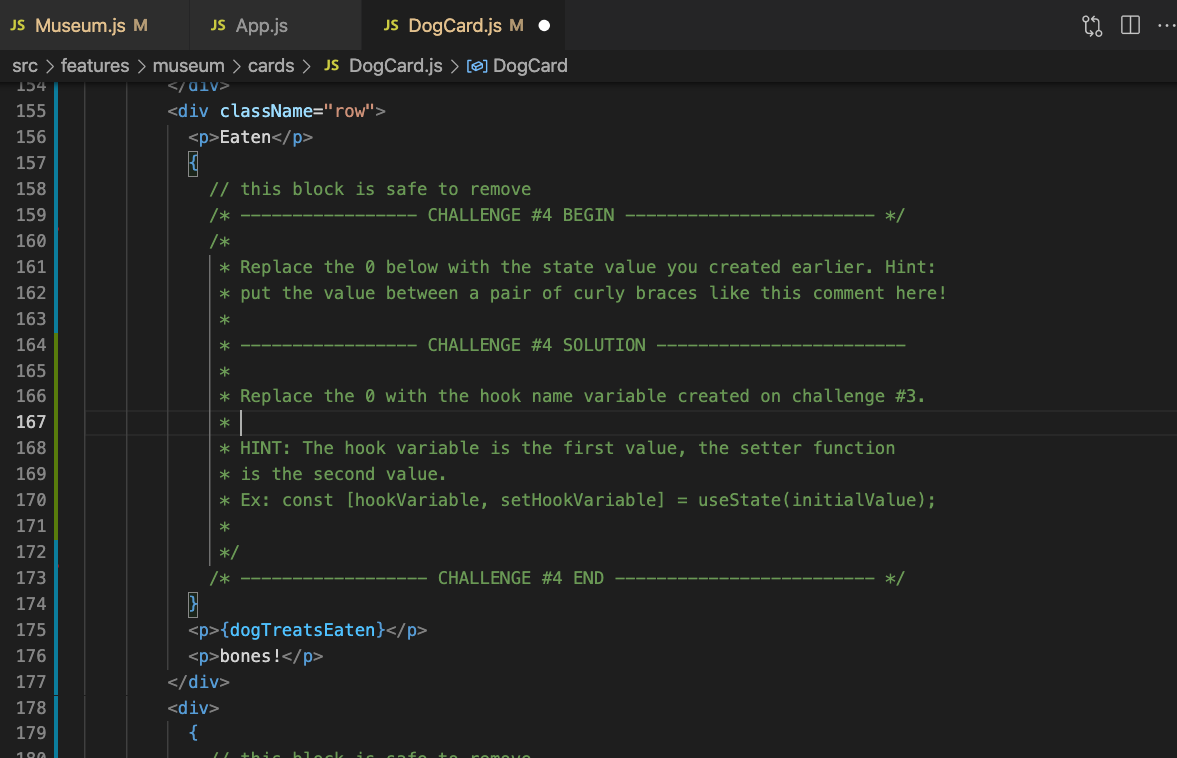 JS Museum.js M JS App.js JS DogCard.js M
src > features > museum > cards > JS DogCard.js > DogCard
154 </div>
155 <div className="row">
156 <p>Eaten</p>
157 {
158 // this block is safe to remove
159 /* ----------------- CHALLENGE #4 BEGIN ------------------------ */
160 /*
161 * Replace the 0 below with the state value you created earlier. Hint:
162 * put the value between a pair of curly braces like this comment here!
163 *
164 * ----------------- CHALLENGE #4 SOLUTION ------------------------
165 *
166 * Replace the 0 with the hook name variable created on challenge #3.
167 *
168 * HINT: The hook variable is the first value, the setter function
169 * is the second value.
170 * Ex: const [hookVariable, setHookVariable] = useState(initialValue);
171 *
172 */
173 /* ------------------ CHALLENGE #4 END ------------------------- */
174 }
175 <p>{dogTreatsEaten}</p>
176 <p>bones!</p>
177 </div>
178 <div>
179 {
180 // this block is safe to remove